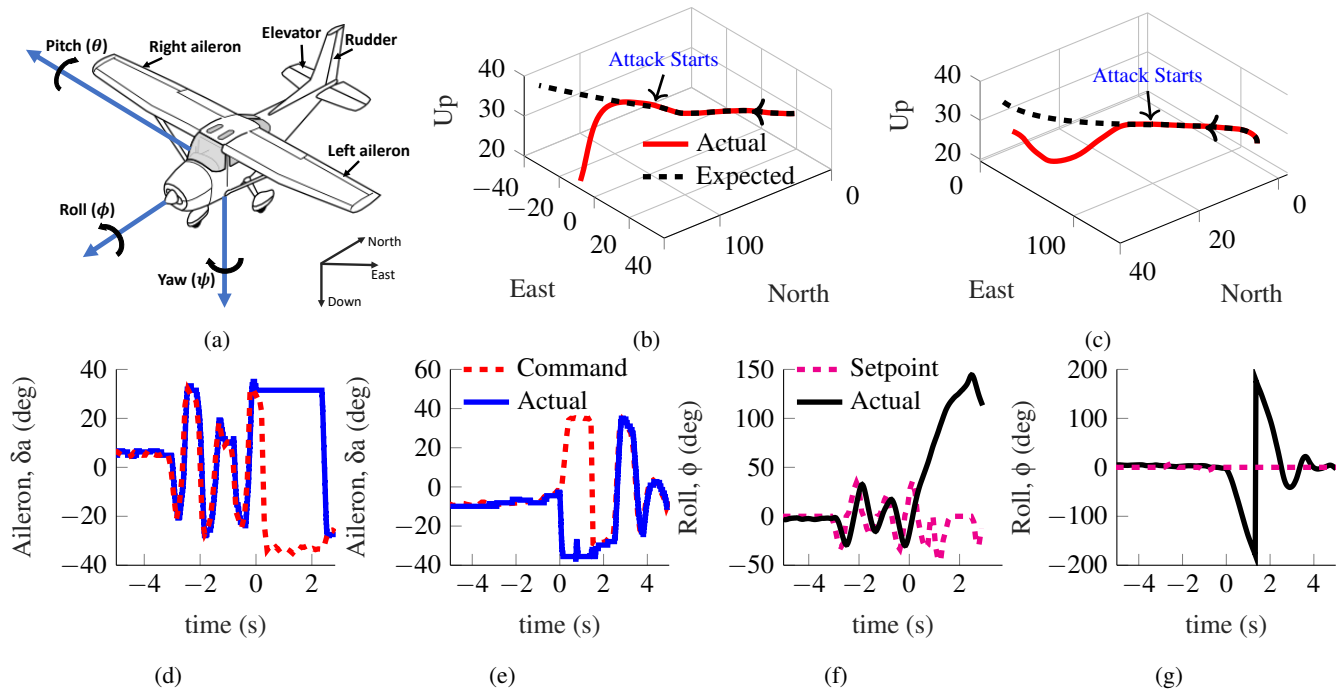 Pitch (θ)
Right aileron
Elevator
Rudder
Left aileron
Roll (ϕ)
Yaw (ψ)
North
East
Down
(a)
Attack Starts
Up
40
30
20
−40
−20
0
20
40
100
0
East
North
Actual
Expected
(b)
Attack Starts
Up
40
30
20
0
100
40
20
0
East
North
(c)
Aileron, δa (deg)
40
20
0
−20
−40
−4
−2
0
2
time (s)
(d)
Aileron, δa (deg)
60
40
20
0
−20
−40
−4
−2
0
2
4
time (s)
Command
Actual
(e)
Roll, ϕ (deg)
150
100
50
0
−50
−4
−2
0
2
4
time (s)
Setpoint
Actual
(f)
Roll, ϕ (deg)
200
100
0
−100
−200
−4
−2
0
2
4
time (s)
(g)